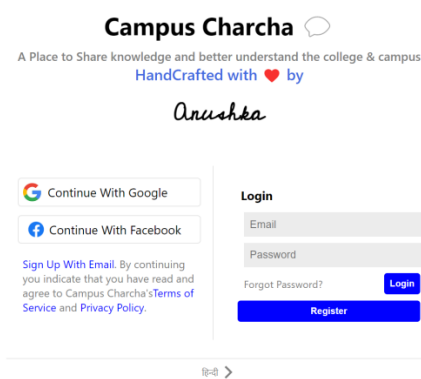 Campus Charcha
A Place to Share knowledge and better understand the college & campus
HandCrafted with ❤ by
Anushka
Continue With Google
Continue With Facebook
Sign Up With Email. By continuing
you indicate that you have read and
agree to Campus Charcha'sTerms of
Service and Privacy Policy.
Login
Email
Password
Forgot Password?
Login
Register
हिन्दी